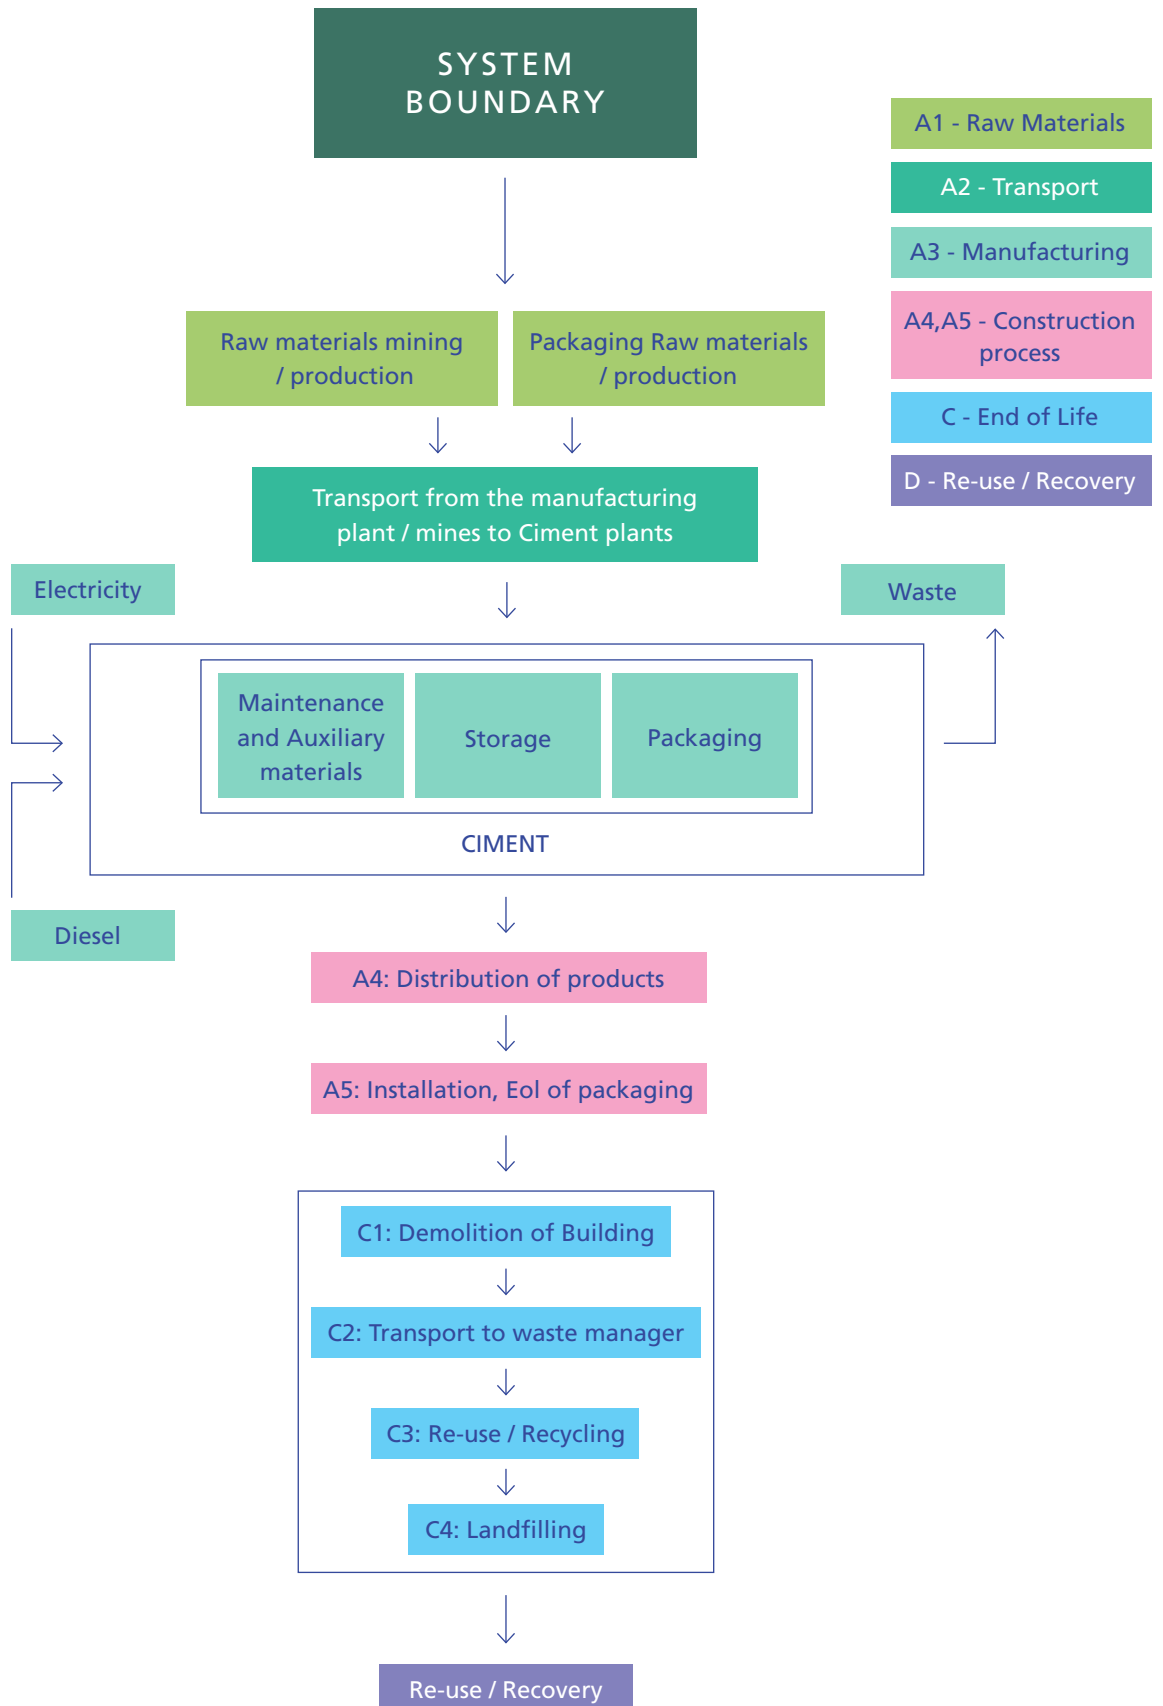 SYSTEM
BOUNDARY
A1 - Raw Materials
A2 - Transport
A3 - Manufacturing
A4,A5 - Construction
process
C - End of Life
D - Re-use / Recovery
Raw materials mining
/ production
Packaging Raw materials
/ production
Transport from the manufacturing
plant / mines to Ciment plants
Electricity
Waste
Maintenance
and Auxiliary
materials
Storage
Packaging
CIMENT
Diesel
A4: Distribution of products
A5: Installation, Eol of packaging
C1: Demolition of Building
C2: Transport to waste manager
C3: Re-use / Recycling
C4: Landfilling
Re-use / Recovery